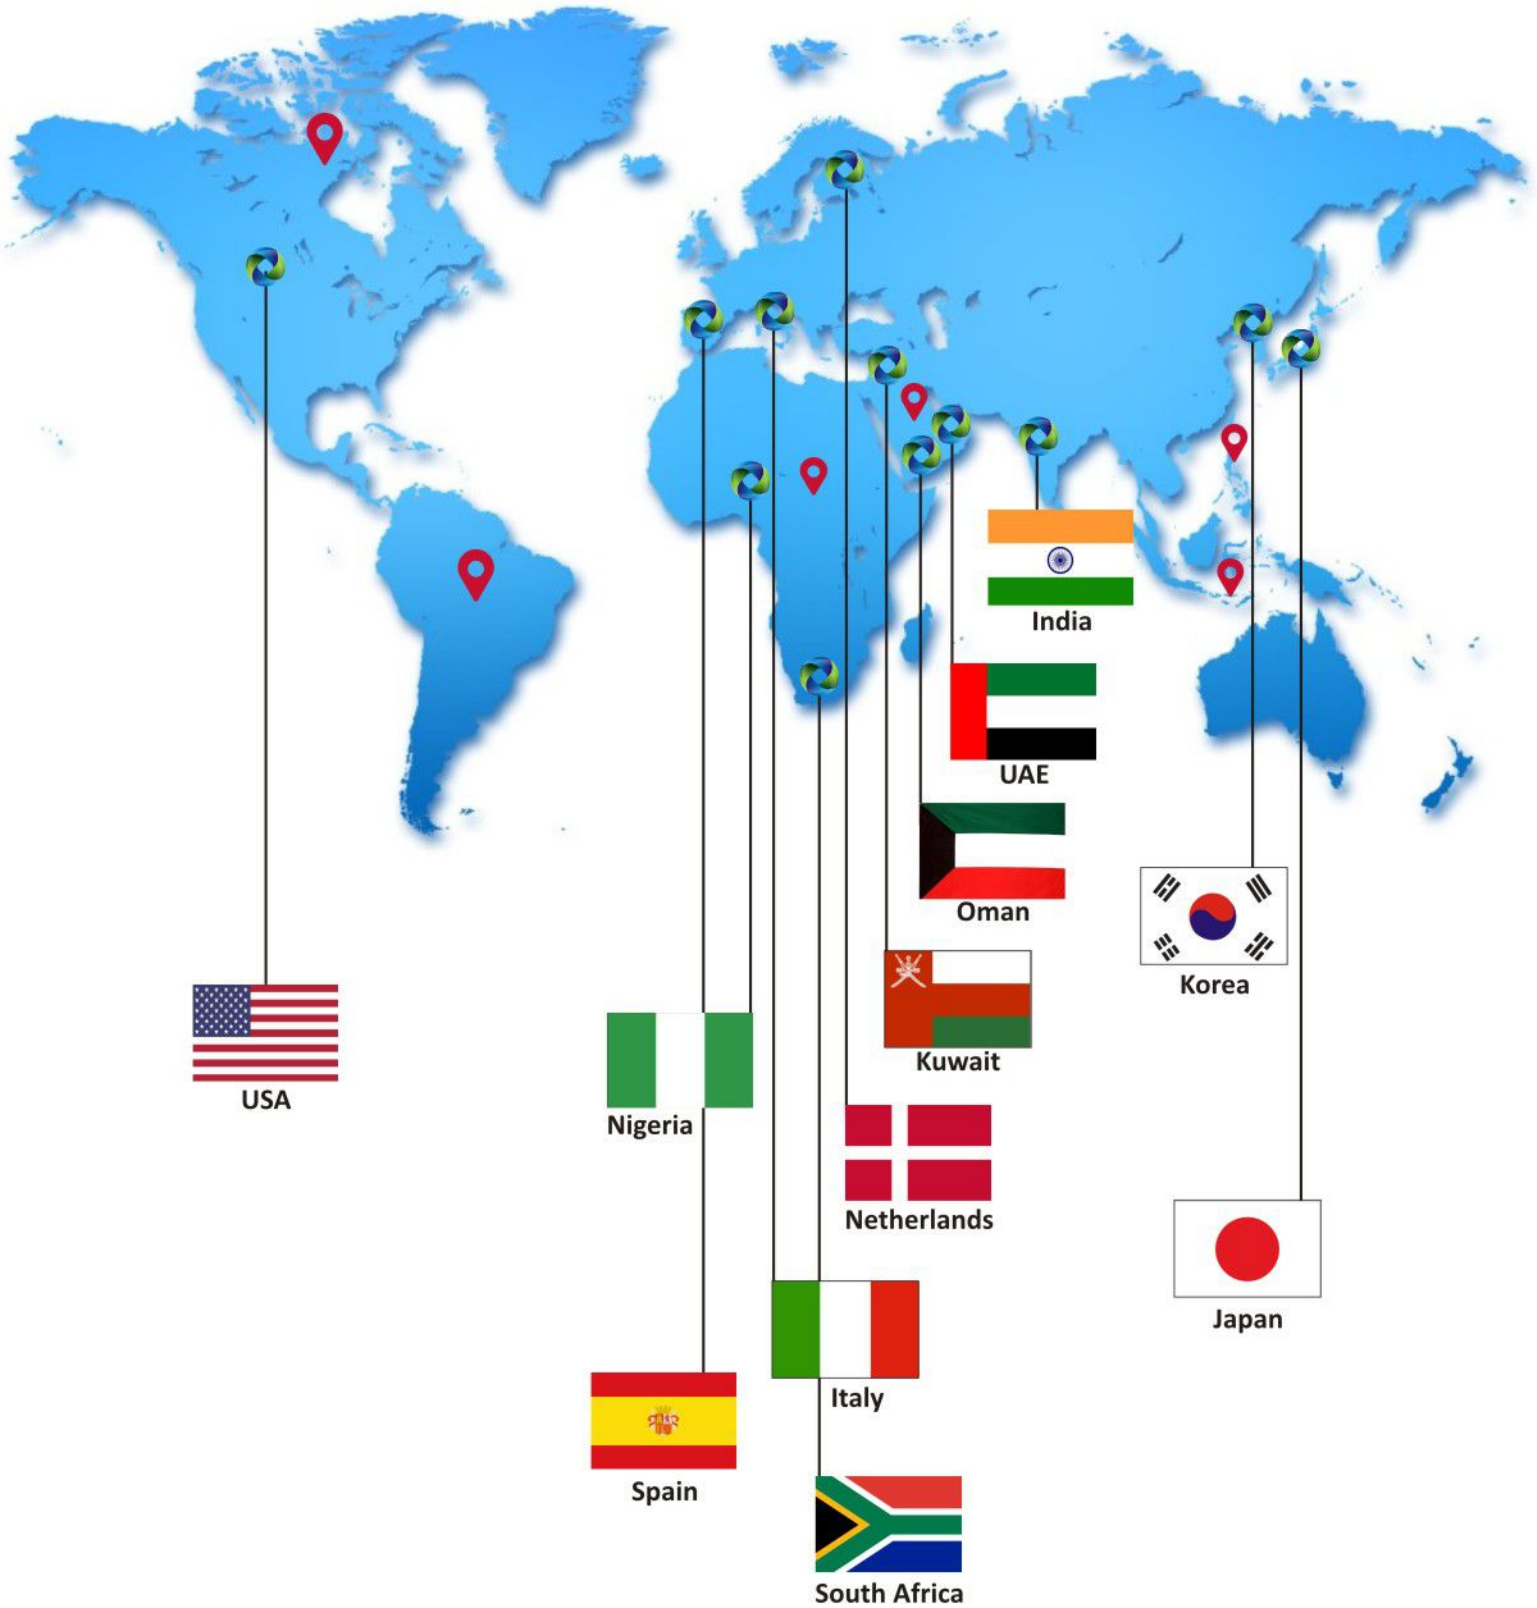 India
UAE
Oman
Korea
Kuwait
USA
Nigeria
Netherlands
Japan
Italy
Spain
South Africa